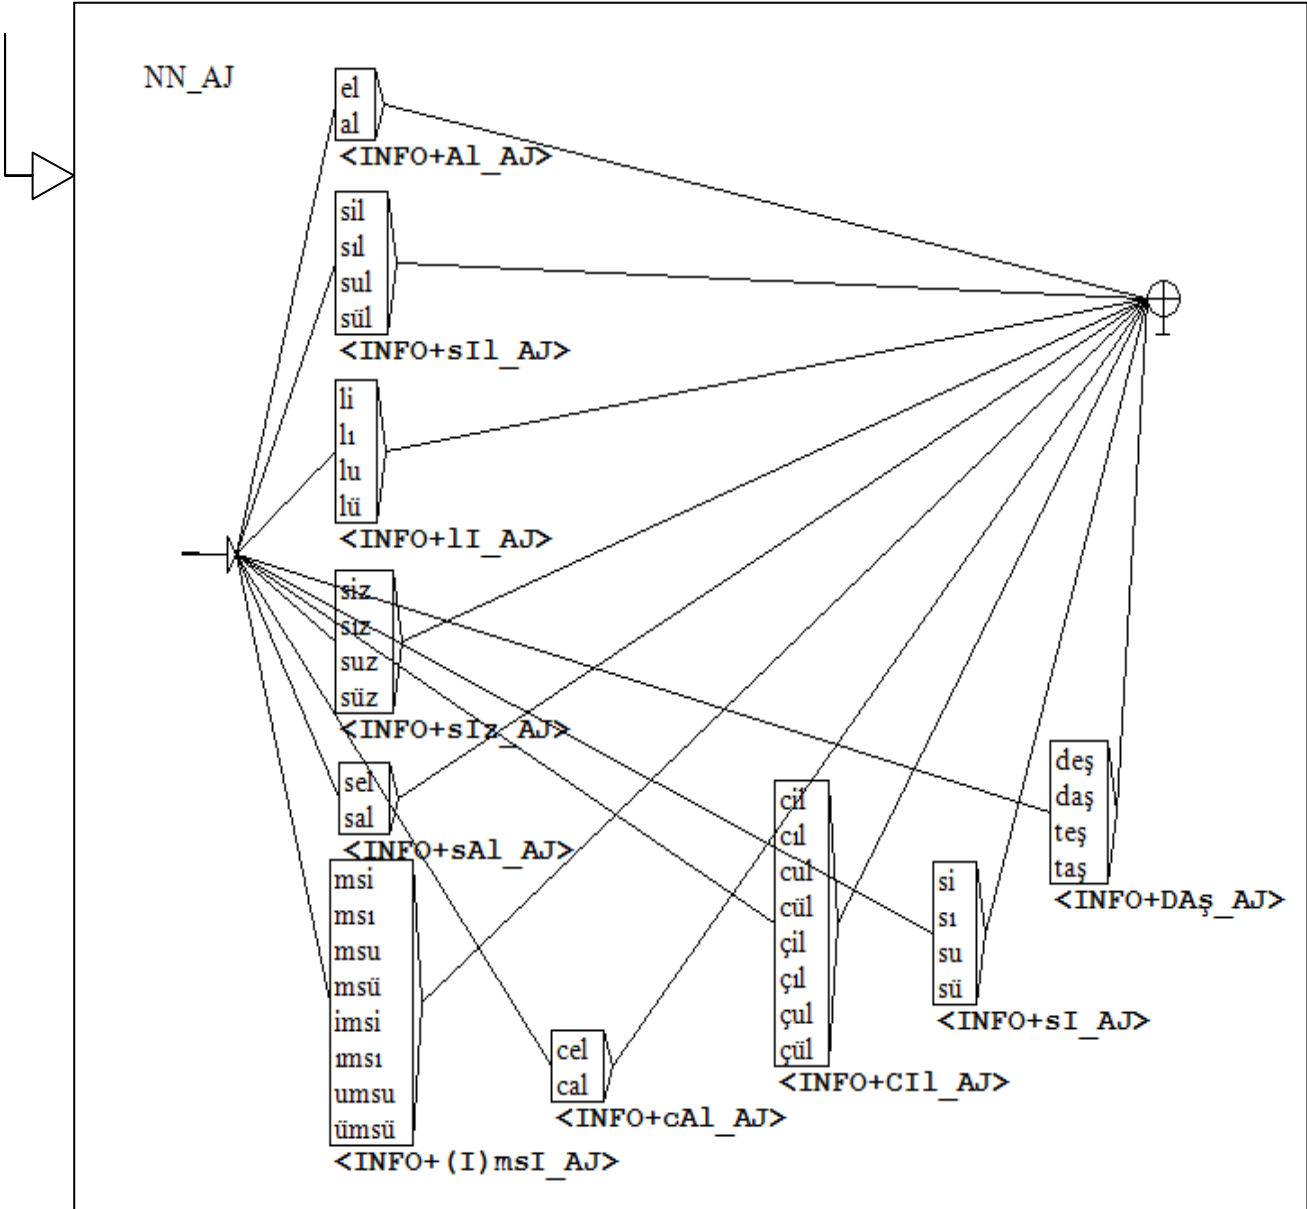 NN_AJ
el
al
<INFO+Al_AJ>
sil
sıl
sul
sül
<INFO+sIl_AJ>
li
lı
lu
lü
<INFO+lI_AJ>
siz
sız
suz
süz
<INFO+sIz_AJ>
sel
sal
<INFO+sAl_AJ>
msi
msı
msu
msü
imsi
ımsı
umsu
ümsü
<INFO+(I)msI_AJ>
cel
cal
<INFO+cAl_AJ>
cil
cıl
cul
cül
çil
çıl
çul
çül
<INFO+CIl_AJ>
si
sı
su
sü
<INFO+sI_AJ>
deş
daş
teş
taş
<INFO+DAş_AJ>